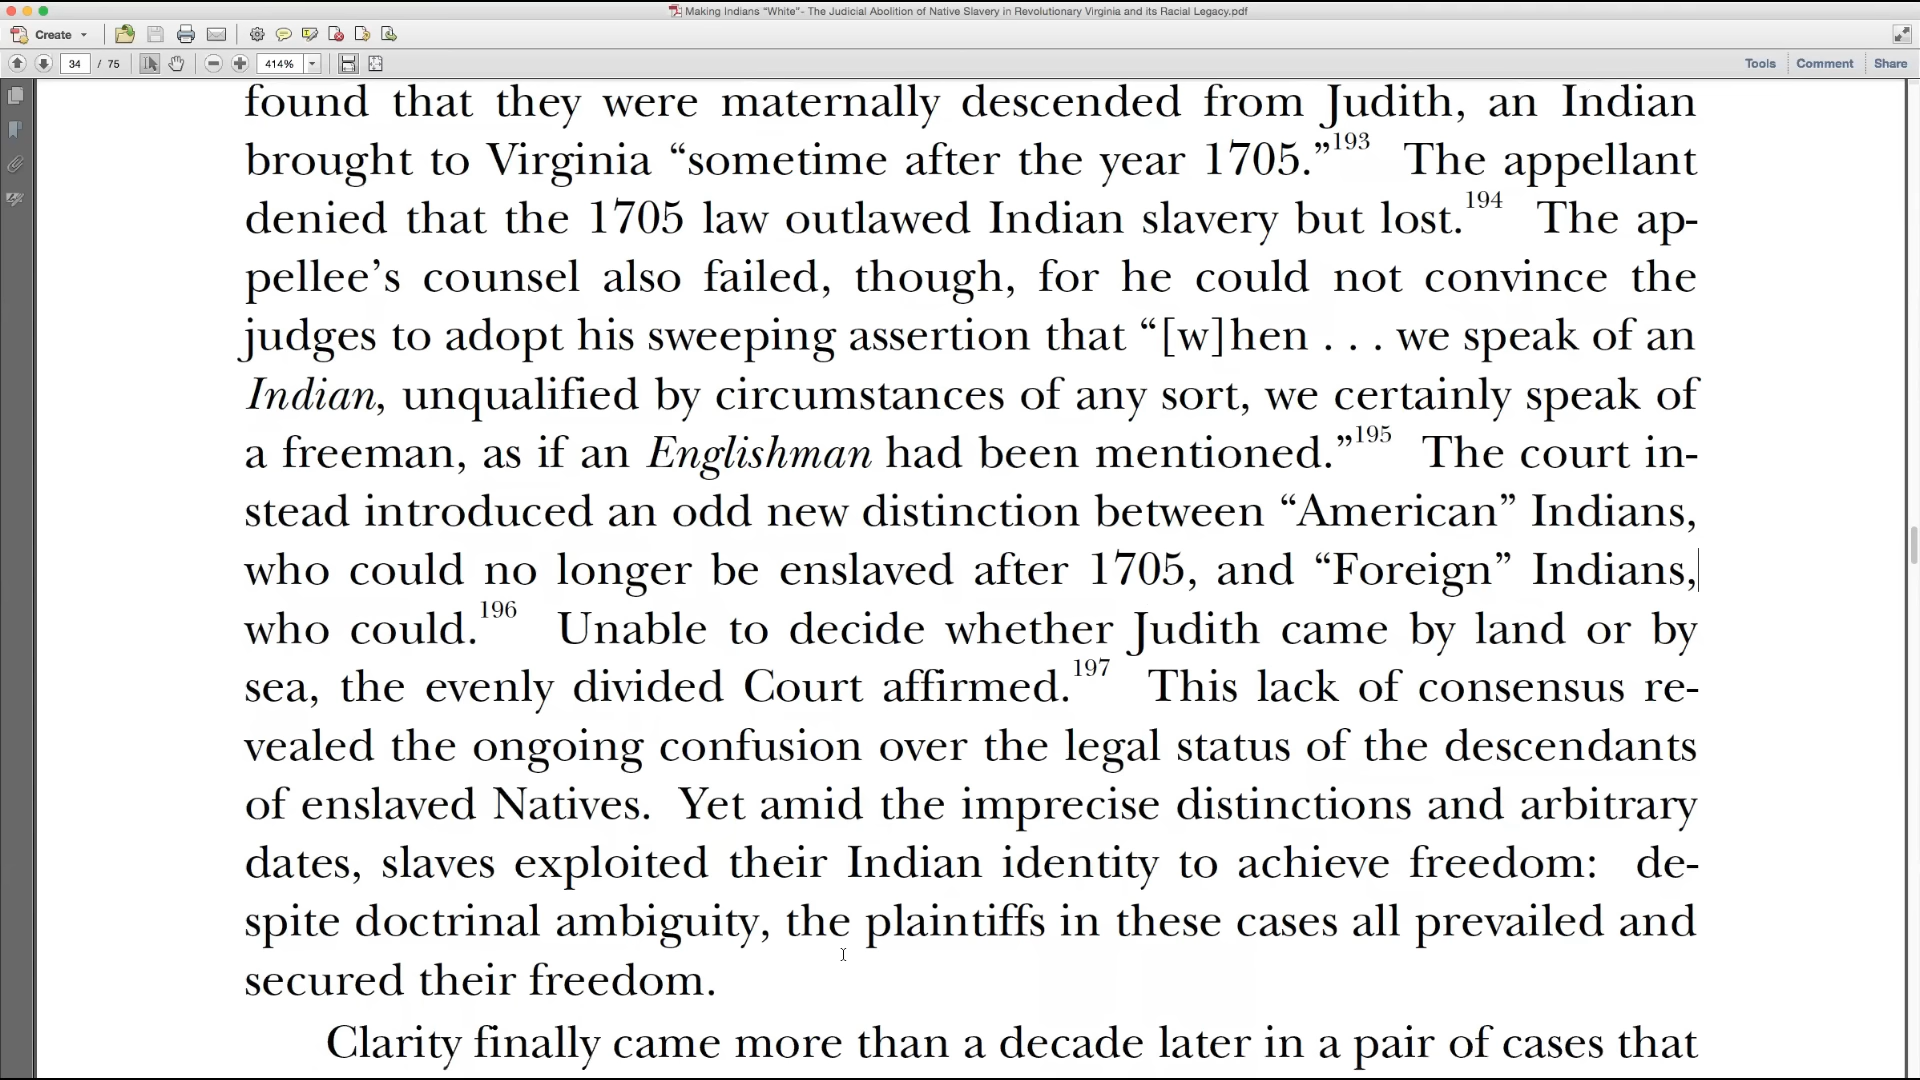 Making Indians "White"- The Judicial Abolition of Native Slavery in Revolutionary Virginia and its Racial Legacy.pdf
Create
34 / 75 414% Tools Comment Share
found that they were maternally descended from Judith, an Indian
brought to Virginia “sometime after the year 1705.”193 The appellant
denied that the 1705 law outlawed Indian slavery but lost.194 The ap-
pellee’s counsel also failed, though, for he could not convince the
judges to adopt his sweeping assertion that “[w]hen . . . we speak of an
Indian, unqualified by circumstances of any sort, we certainly speak of
a freeman, as if an Englishman had been mentioned.”195 The court in-
stead introduced an odd new distinction between “American” Indians,
who could no longer be enslaved after 1705, and “Foreign” Indians,
who could.196 Unable to decide whether Judith came by land or by
sea, the evenly divided Court affirmed.197 This lack of consensus re-
vealed the ongoing confusion over the legal status of the descendants
of enslaved Natives. Yet amid the imprecise distinctions and arbitrary
dates, slaves exploited their Indian identity to achieve freedom: de-
spite doctrinal ambiguity, the plaintiffs in these cases all prevailed and
secured their freedom.
Clarity finally came more than a decade later in a pair of cases that